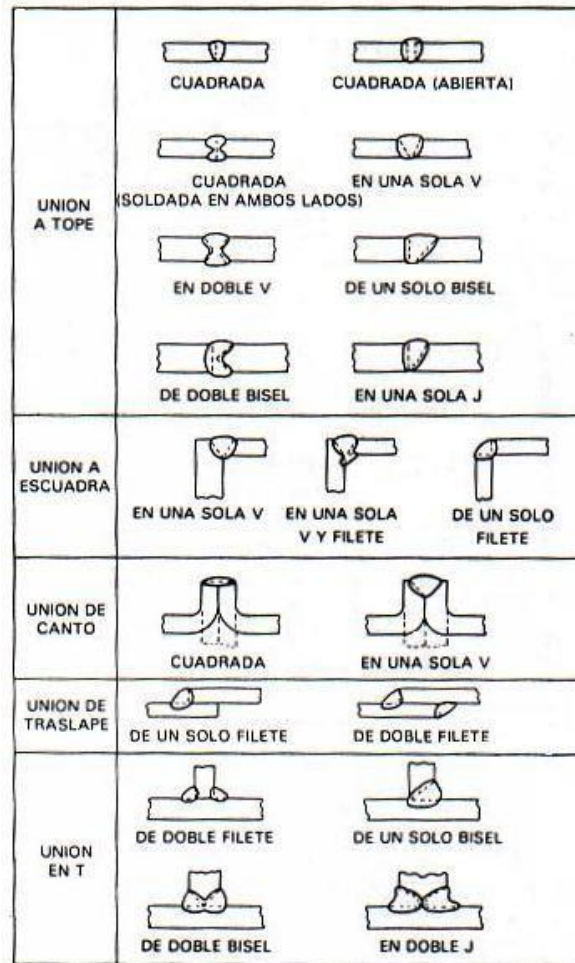 UNION
A TOPE
CUADRADA
CUADRADA (ABIERTA)
CUADRADA
(SOLDADA EN AMBOS LADOS)
EN UNA SOLA V
EN DOBLE V
DE UN SOLO BISEL
DE DOBLE BISEL
EN UNA SOLA J
UNION A
ESCUADRA
EN UNA SOLA V
EN UNA SOLA
V Y FILETE
DE UN SOLO
FILETE
UNION DE
CANTO
CUADRADA
EN UNA SOLA V
UNION DE
TRASLAPE
DE UN SOLO FILETE
DE DOBLE FILETE
UNION
EN T
DE DOBLE FILETE
DE UN SOLO BISEL
DE DOBLE BISEL
EN DOBLE J